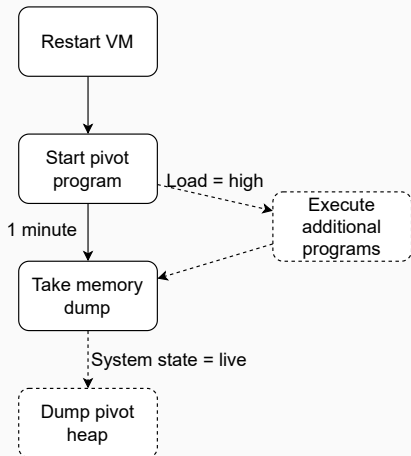 Restart VM
Start pivot
program
Load = high
Execute
additional
programs
1 minute
Take memory
dump
System state = live
Dump pivot
heap